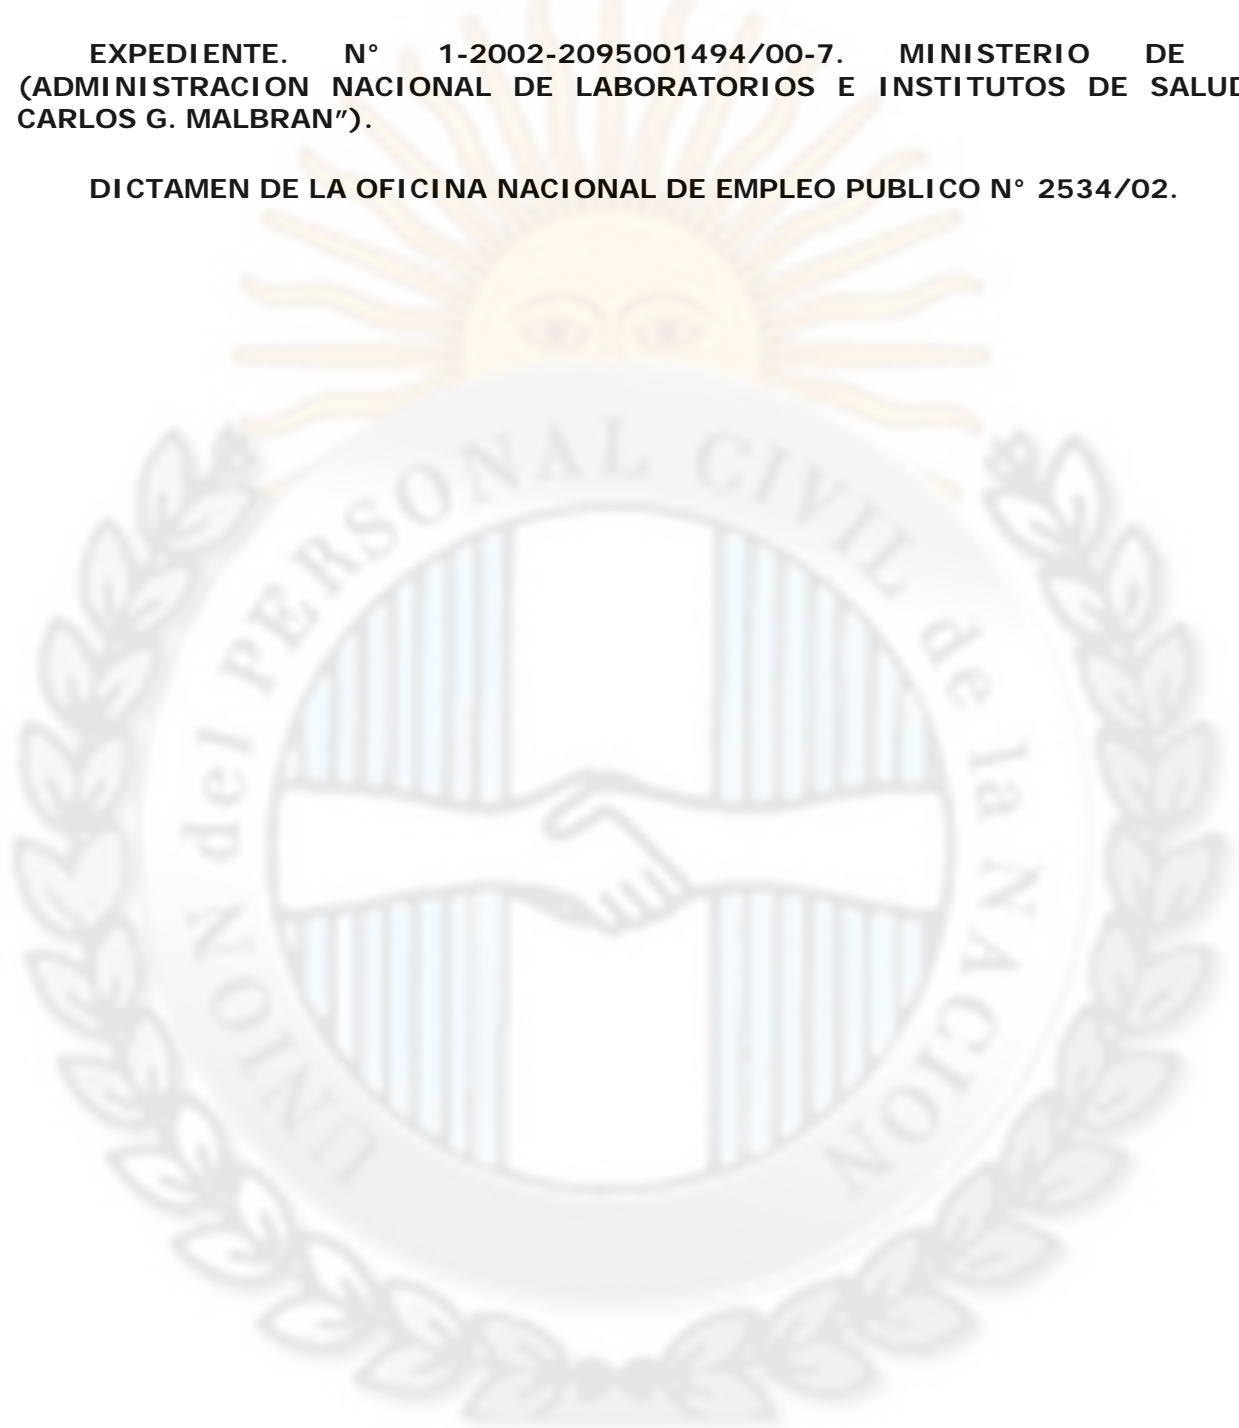 EXPEDIENTE. N° 1-2002-2095001494/00-7. MINISTERIO DE
(ADMINISTRACION NACIONAL DE LABORATORIOS E INSTITUTOS DE SALUD
CARLOS G. MALBRAN”).
DICTAMEN DE LA OFICINA NACIONAL DE EMPLEO PUBLICO N° 2534/02.
UNION del PERSONAL CIVIL de la NACION